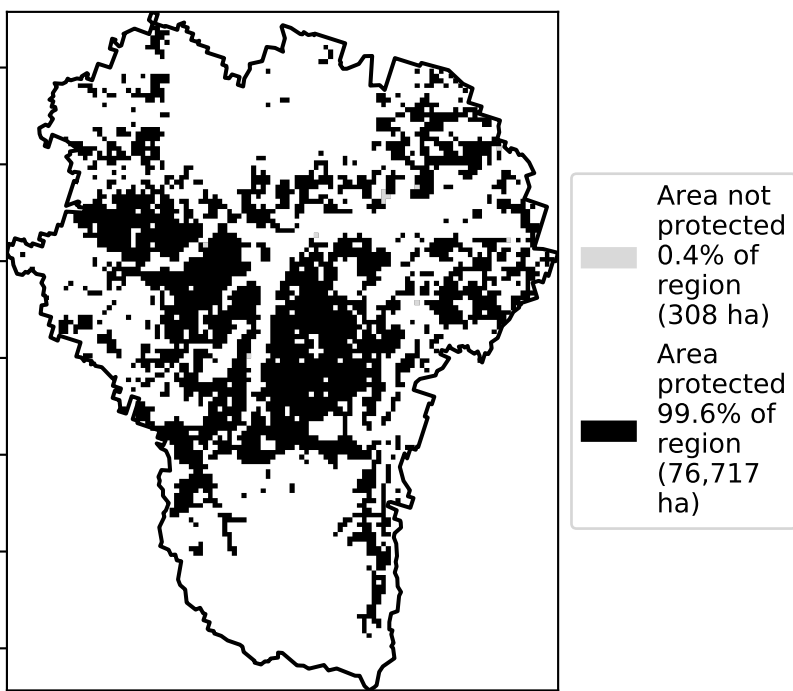 Area not
protected
0.4% of
region
(308 ha)
Area
protected
99.6% of
region
(76,717
ha)